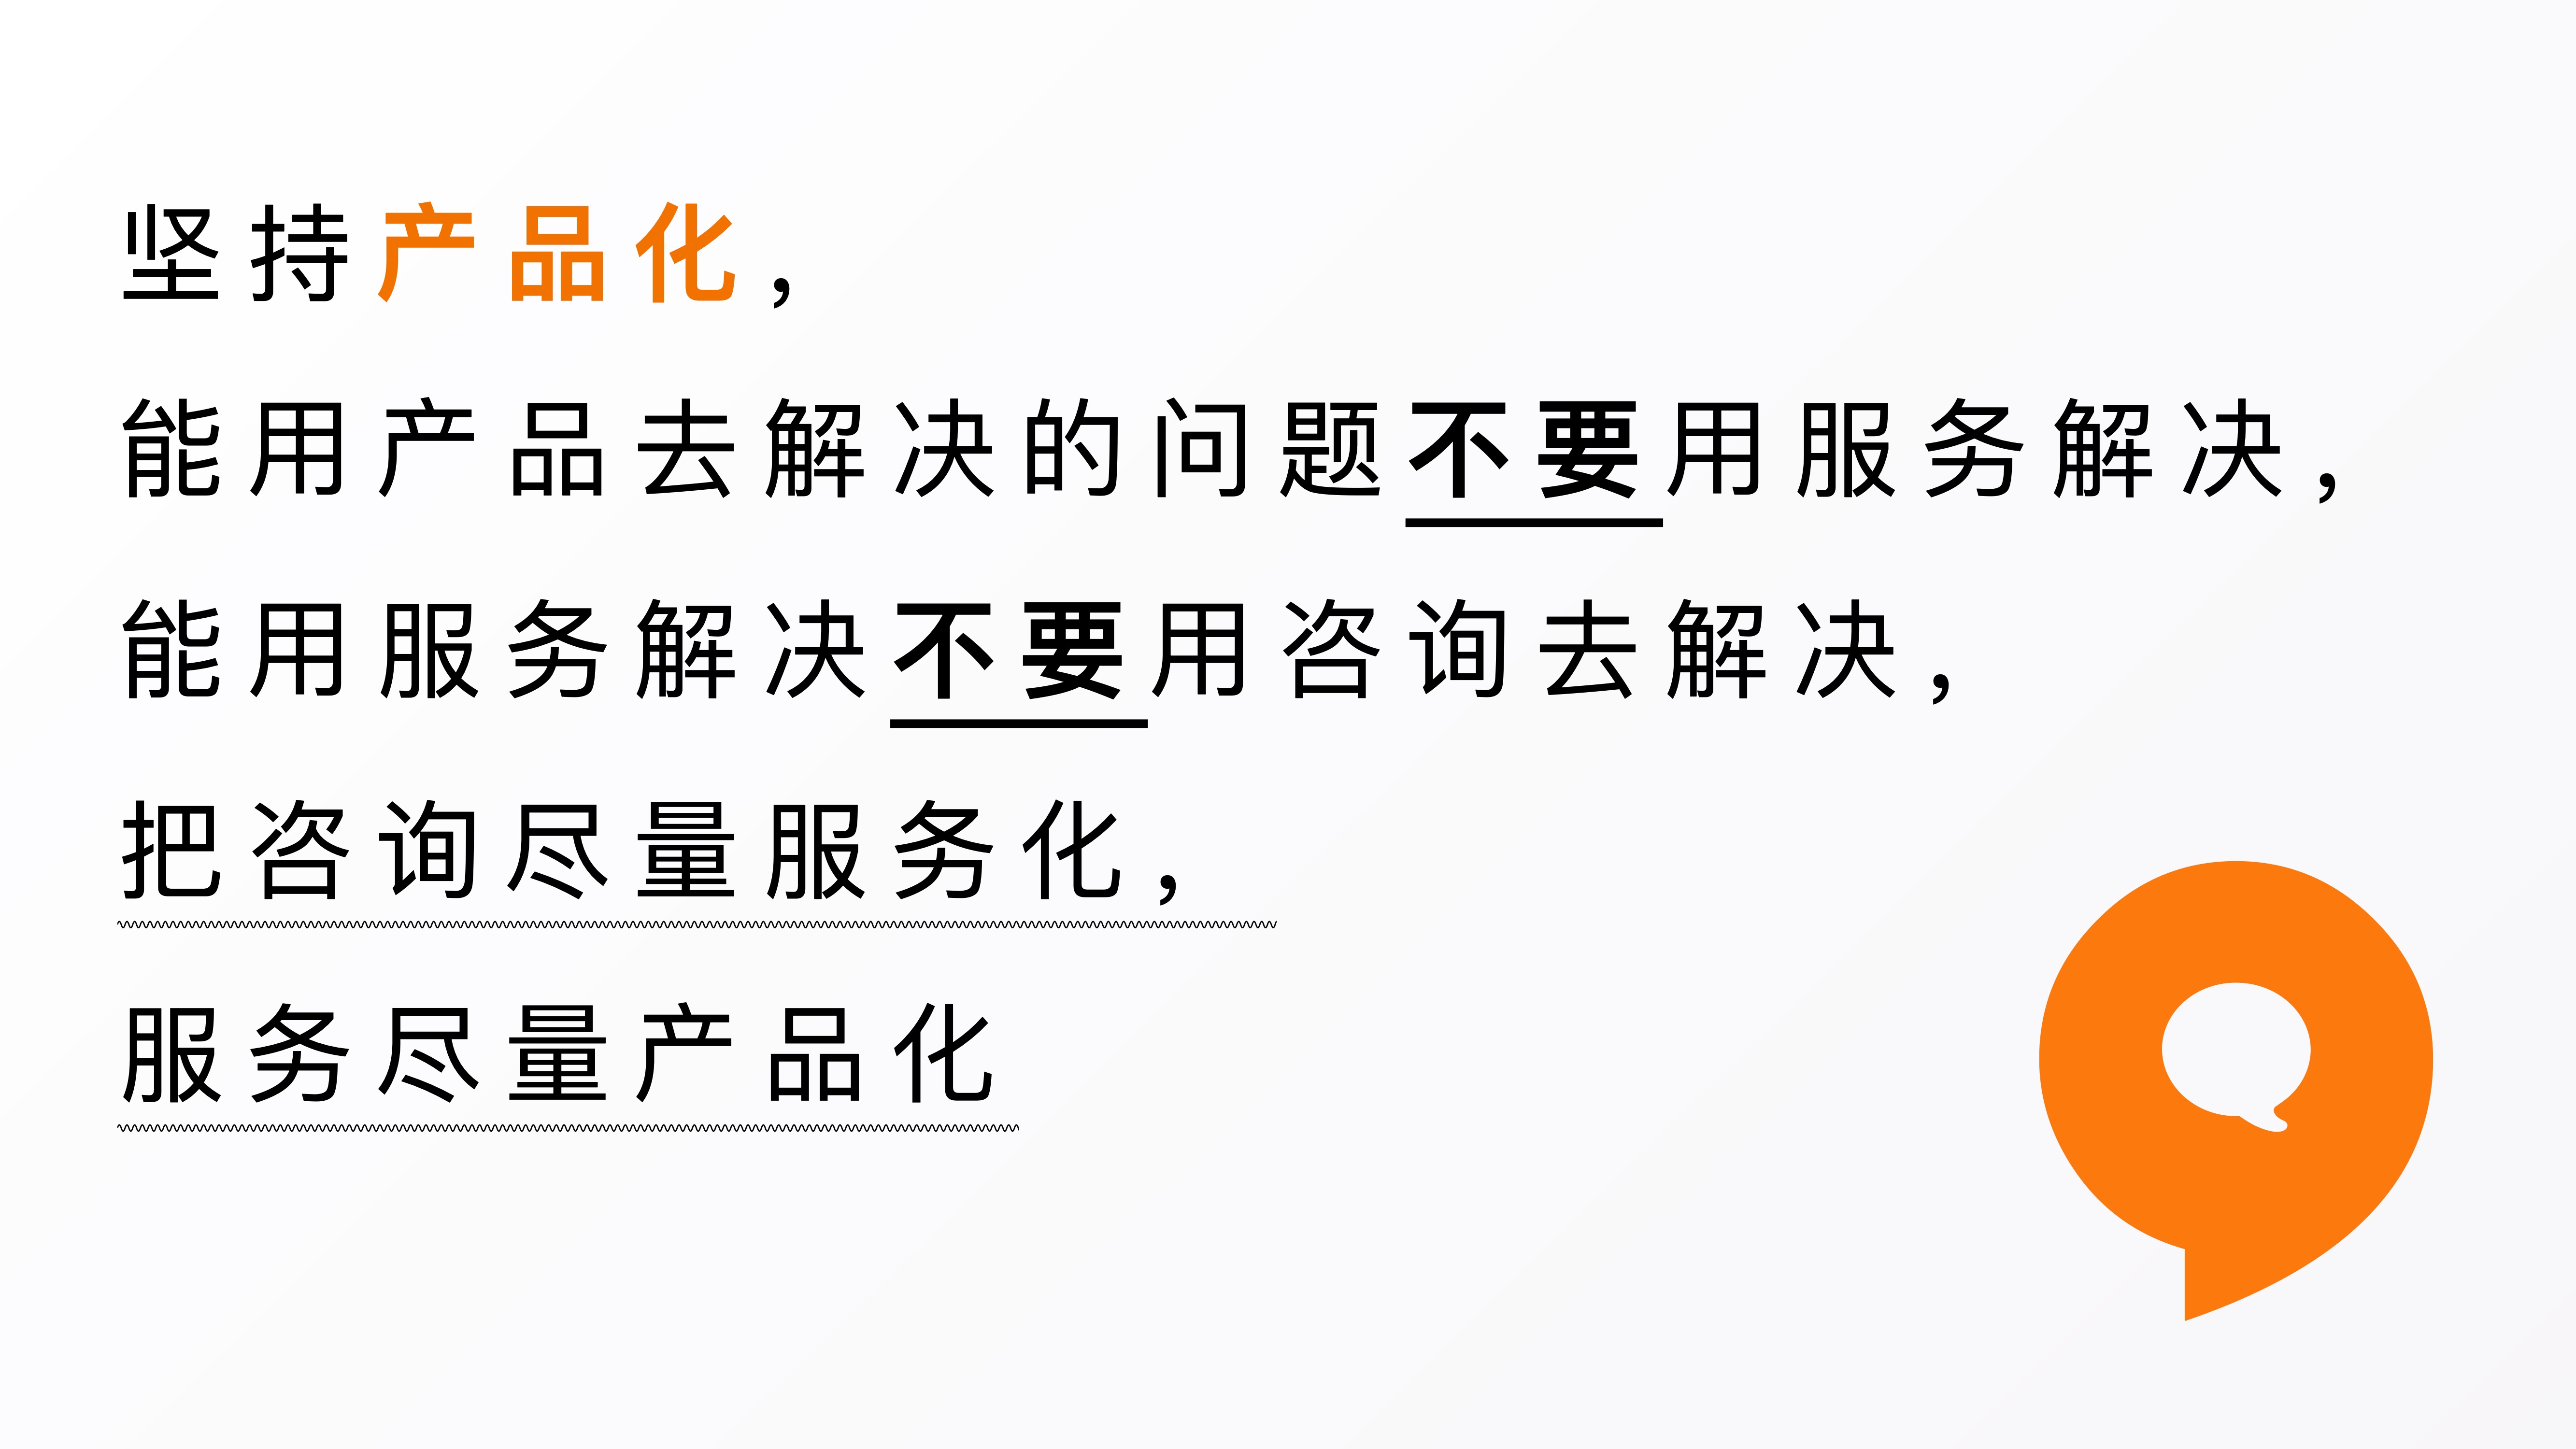 坚持产品化，
能用产品去解决的问题不要用服务解决，
能用服务解决不要用咨询去解决，
把咨询尽量服务化，
服务尽量产品化